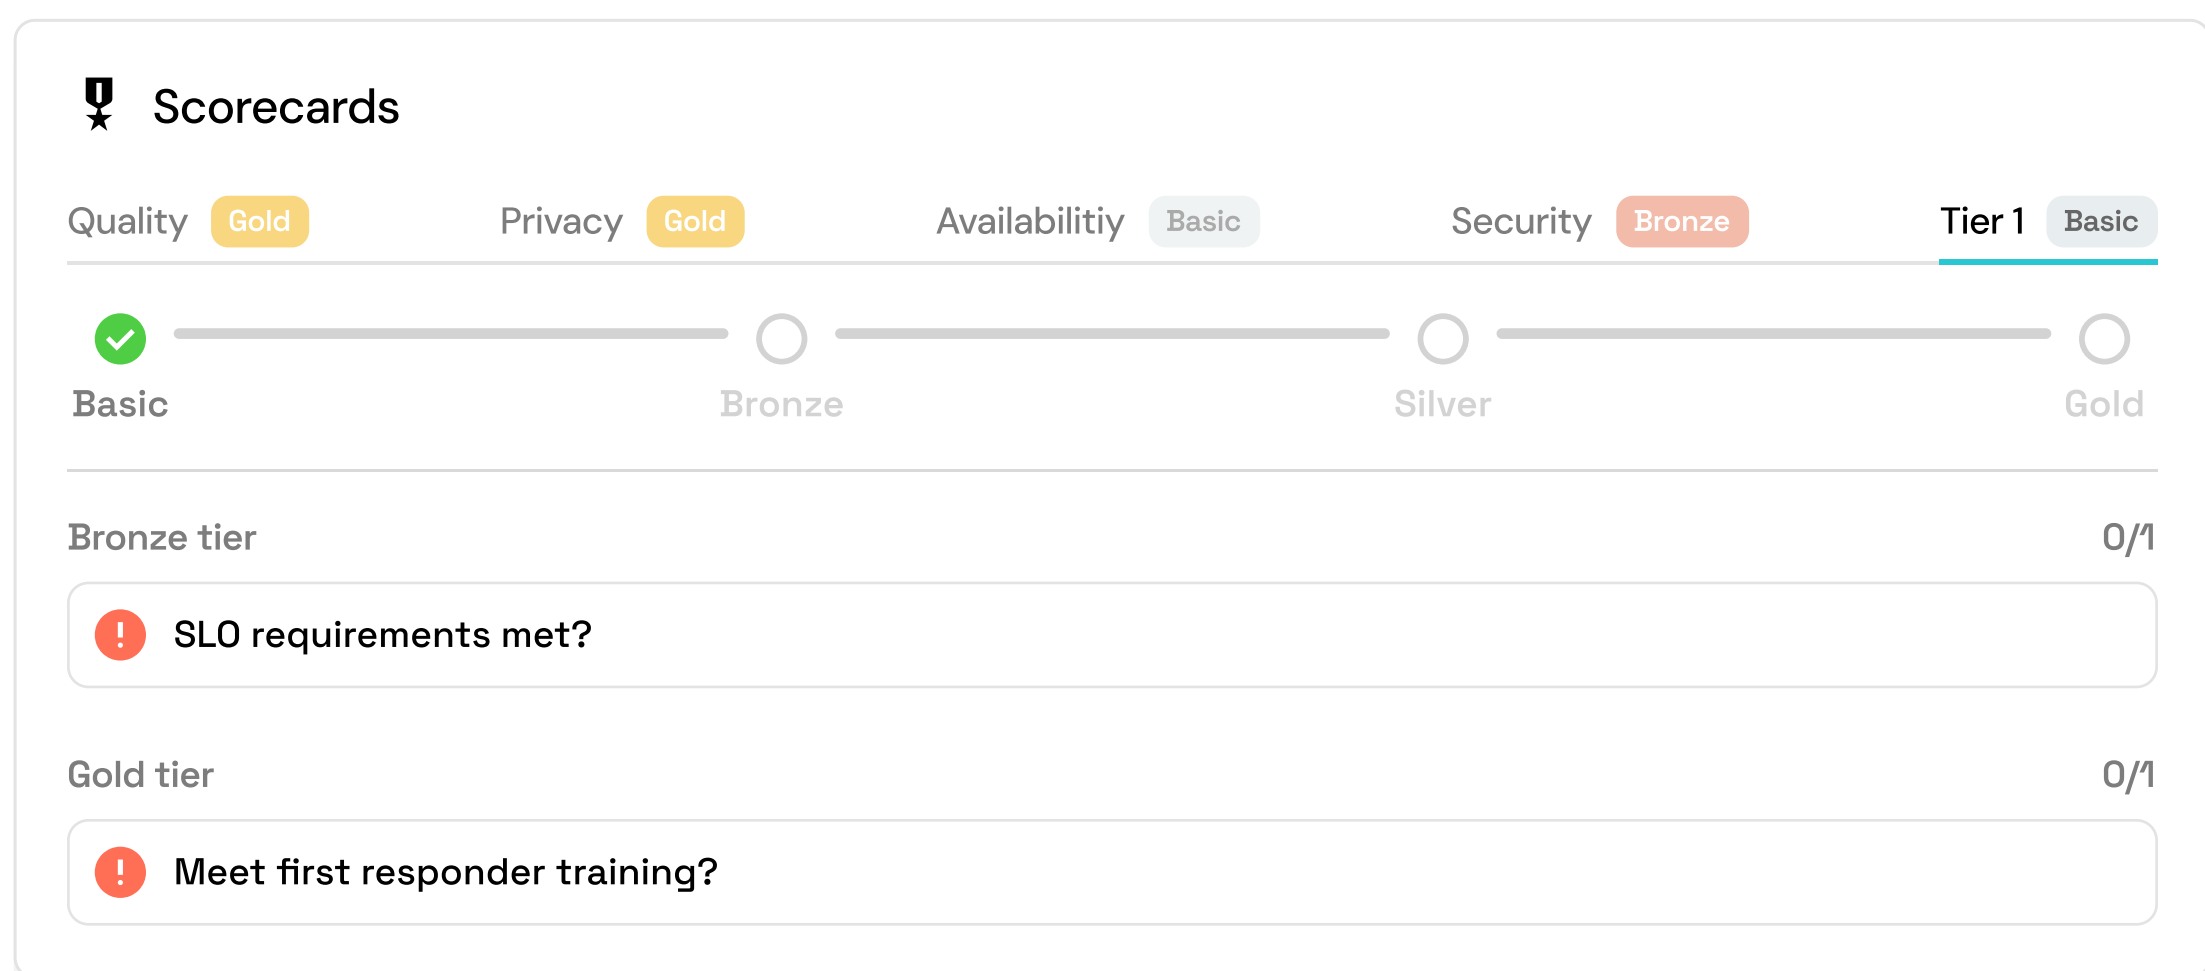 Scorecards
Quality Gold Privacy Gold Availabilitiy Basic Security Bronze Tier 1 Basic
Basic Bronze Silver Gold
Bronze tier 0/1
SLO requirements met?
Gold tier 0/1
Meet first responder training?